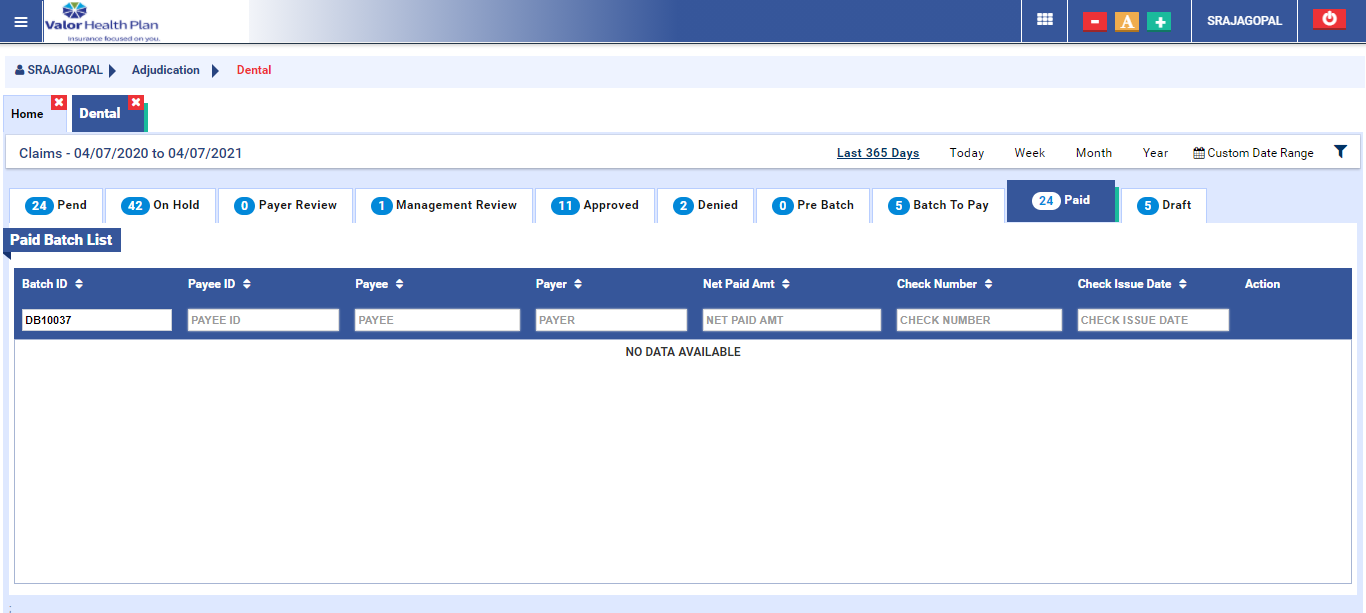 Valor Health Plan
Insurance focused on you.
A
SRAJAGOPAL
SRAJAGOPAL Adjudication Dental
Home Dental
Claims - 04/07/2020 to 04/07/2021 Last 365 Days Today Week Month Year Custom Date Range
24 Pend 42 On Hold 0 Payer Review 1 Management Review 11 Approved 2 Denied 0 Pre Batch 5 Batch To Pay 24 Paid 5 Draft
Paid Batch List
Batch ID Payee ID Payee Payer Net Paid Amt Check Number Check Issue Date Action
DB10037 PAYEE ID PAYEE PAYER NET PAID AMT CHECK NUMBER CHECK ISSUE DATE
NO DATA AVAILABLE